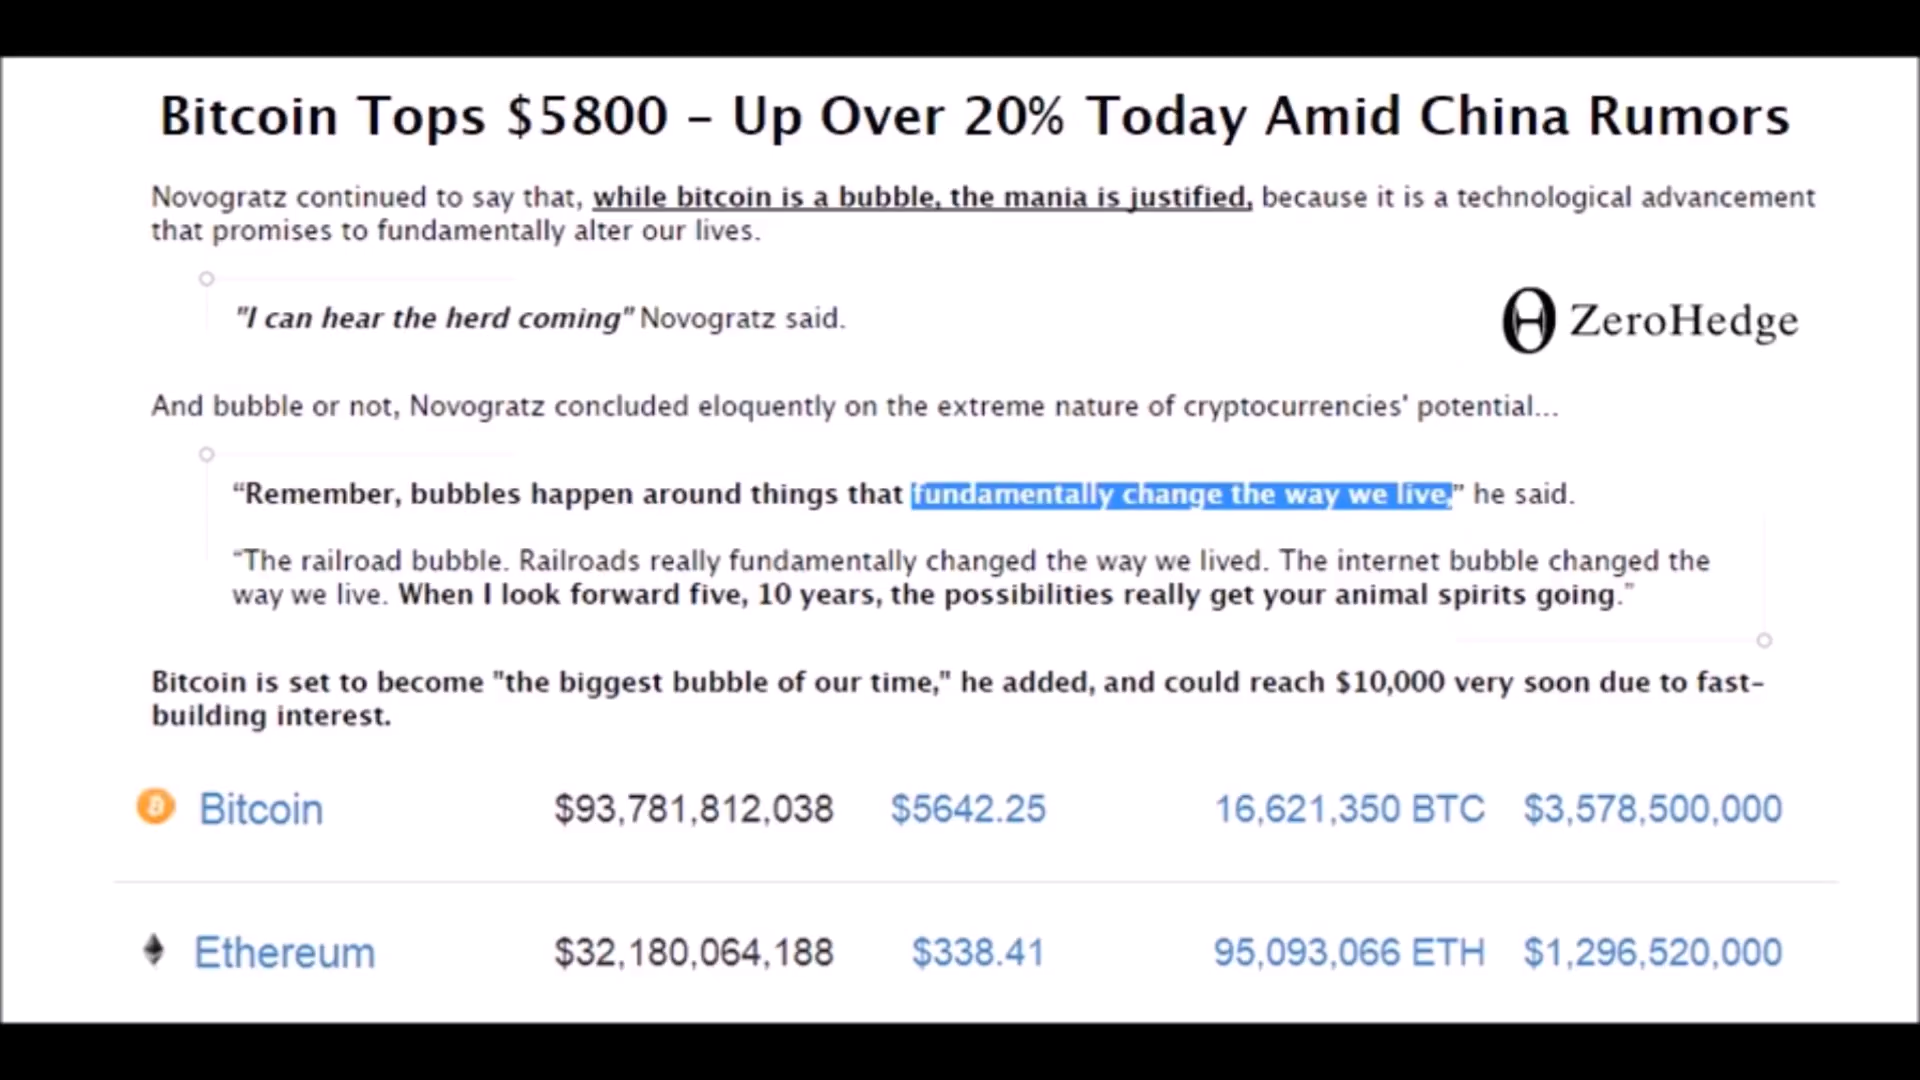 Bitcoin Tops $5800 – Up Over 20% Today Amid China Rumors
Novogratz continued to say that, while bitcoin is a bubble, the mania is justified, because it is a technological advancement
that promises to fundamentally alter our lives.
"I can hear the herd coming" Novogratz said.
ZeroHedge
And bubble or not, Novogratz concluded eloquently on the extreme nature of cryptocurrencies' potential...
“Remember, bubbles happen around things that fundamentally change the way we live,” he said.
“The railroad bubble. Railroads really fundamentally changed the way we lived. The internet bubble changed the
way we live. When I look forward five, 10 years, the possibilities really get your animal spirits going.”
Bitcoin is set to become "the biggest bubble of our time," he added, and could reach $10,000 very soon due to fast-
building interest.
Bitcoin $93,781,812,038 $5642.25 16,621,350 BTC $3,578,500,000
Ethereum $32,180,064,188 $338.41 95,093,066 ETH $1,296,520,000